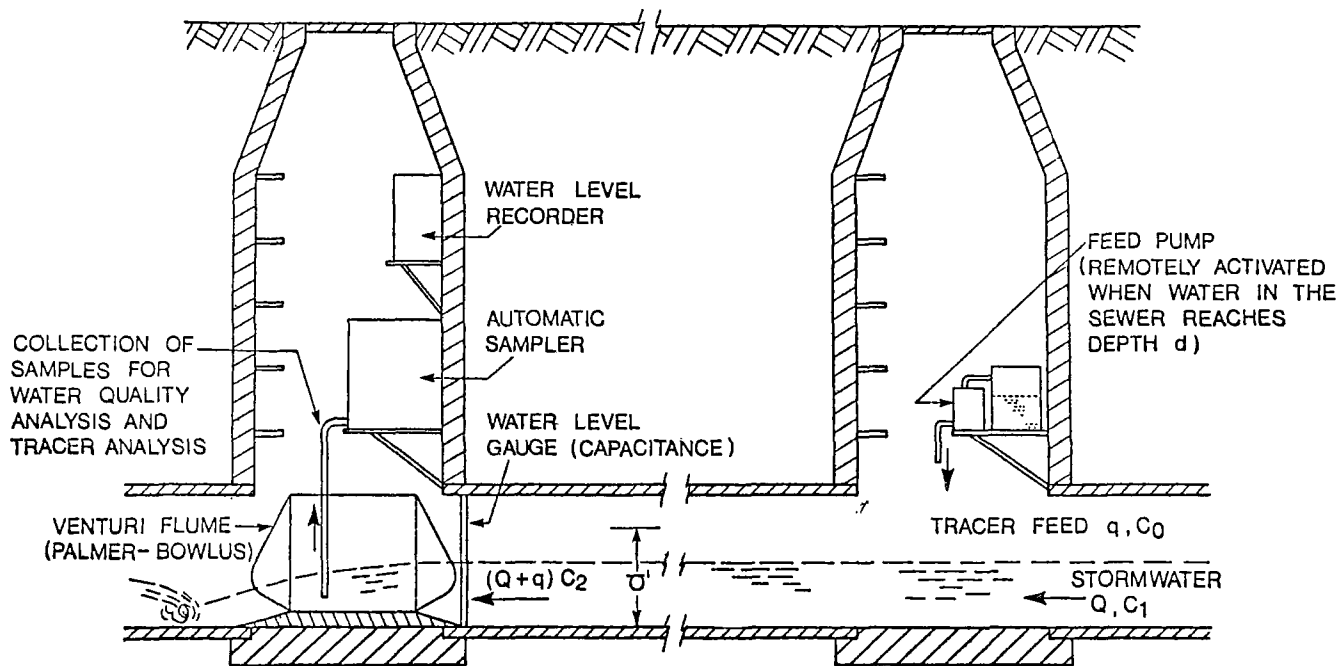 WATER LEVEL
RECORDER
AUTOMATIC
SAMPLER
WATER LEVEL
GAUGE (CAPACITANCE)
COLLECTION OF
SAMPLES FOR
WATER QUALITY
ANALYSIS AND
TRACER ANALYSIS
VENTURI FLUME
(PALMER-BOWLUS)
(Q+q) C2
d'
FEED PUMP
(REMOTELY ACTIVATED
WHEN WATER IN THE
SEWER REACHES
DEPTH d)
TRACER FEED q, C0
STORMWATER
Q, C1